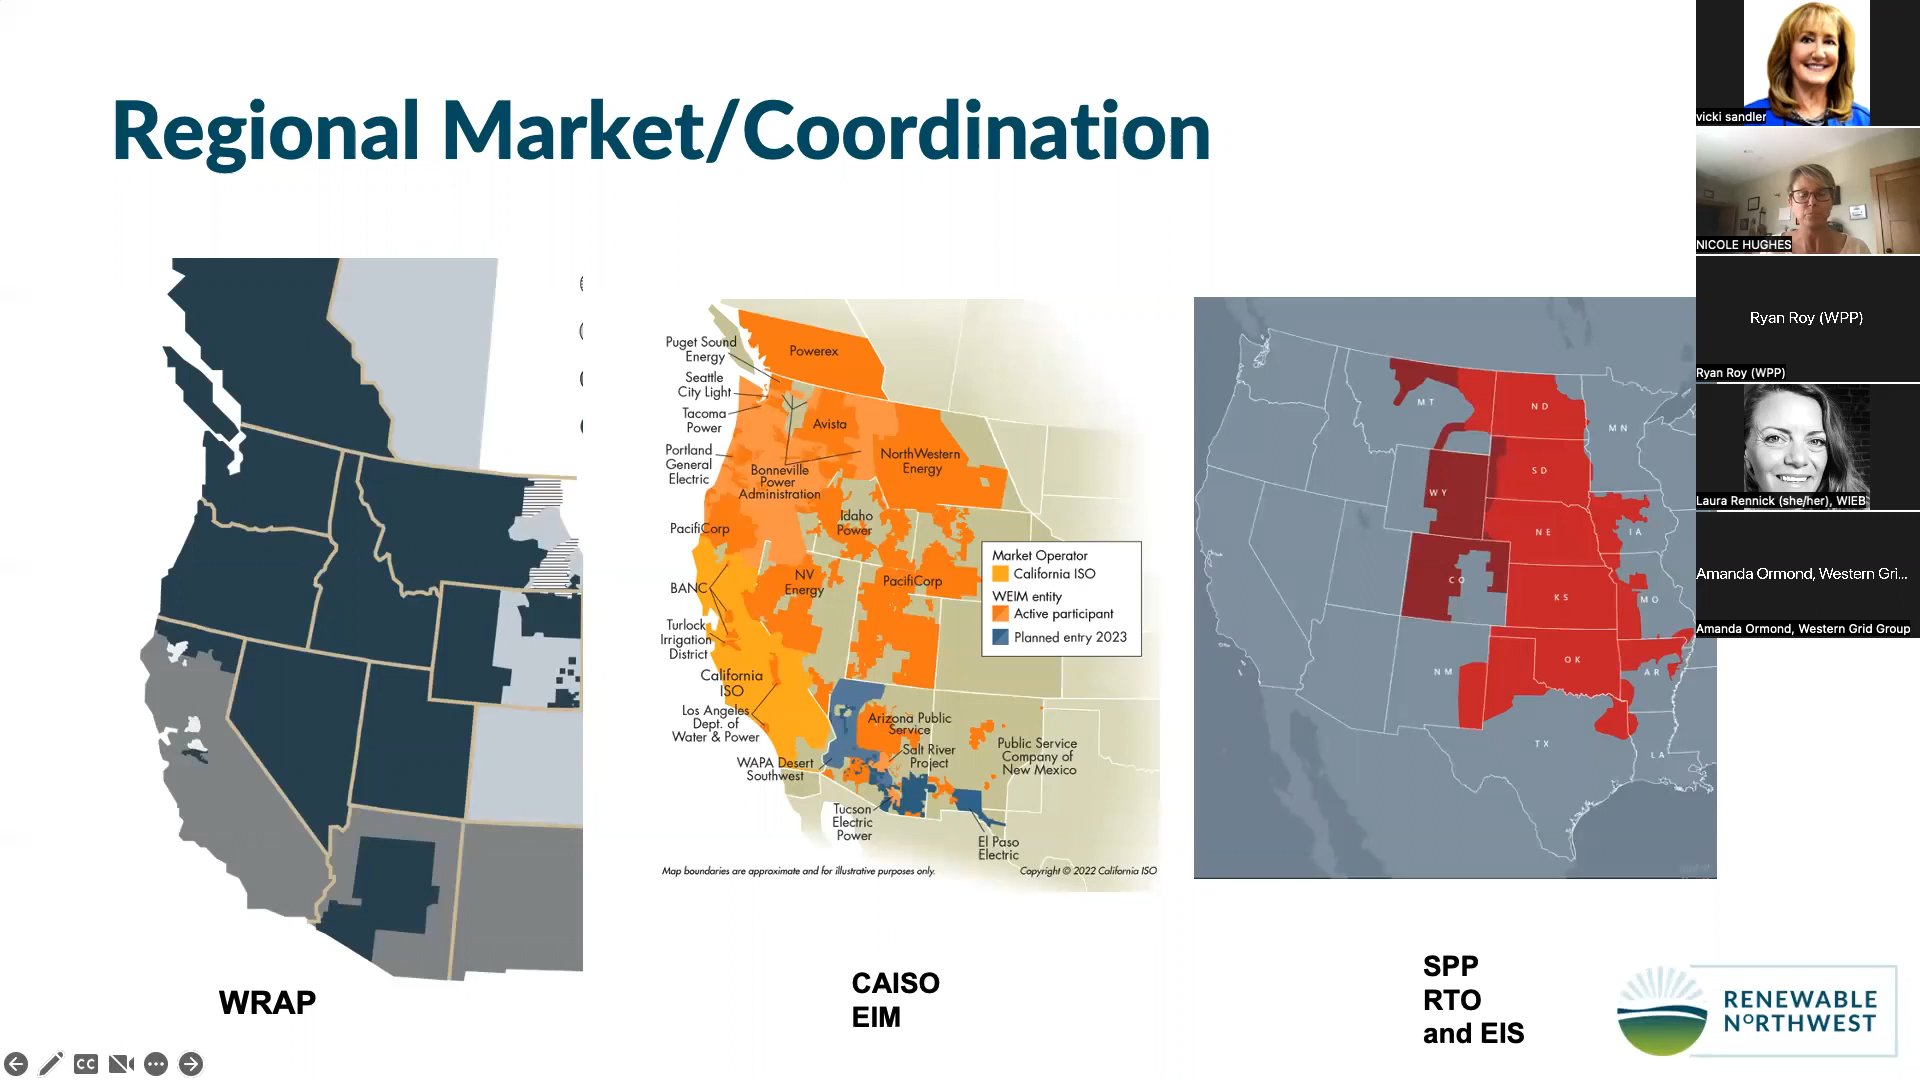 Regional Market/Coordination
WRAP
Puget Sound
Energy
Seattle
City Light
Tacoma
Power
Portland
General
Electric
PacifiCorp
BANC
Turlock
Irrigation
District
California
ISO
Los Angeles
Dept. of
Water & Power
WAPA Desert
Southwest
Tucson
Electric
Power
Powerex
Avista
Bonneville
Power
Administration
NorthWestern
Energy
Idaho
Power
NV
Energy
PacifiCorp
Arizona Public
Service
Salt River
Project
Public Service
Company of
New Mexico
El Paso
Electric
Market Operator
California ISO
WEIM entity
Active participant
Planned entry 2023
Map boundaries are approximate and for illustrative purposes only.
Copyright © 2022 California ISO
CAISO
EIM
MT
ND
MN
SD
WY
NE
IA
CO
KS
MO
NM
OK
AR
TX
LA
SPP
RTO
and EIS
RENEWABLE
NORTHWEST
vicki sandler
NICOLE HUGHES
Ryan Roy (WPP)
Ryan Roy (WPP)
Laura Rennick (she/her), WIEB
Amanda Ormond, Western Gri...
Amanda Ormond, Western Grid Group
CC